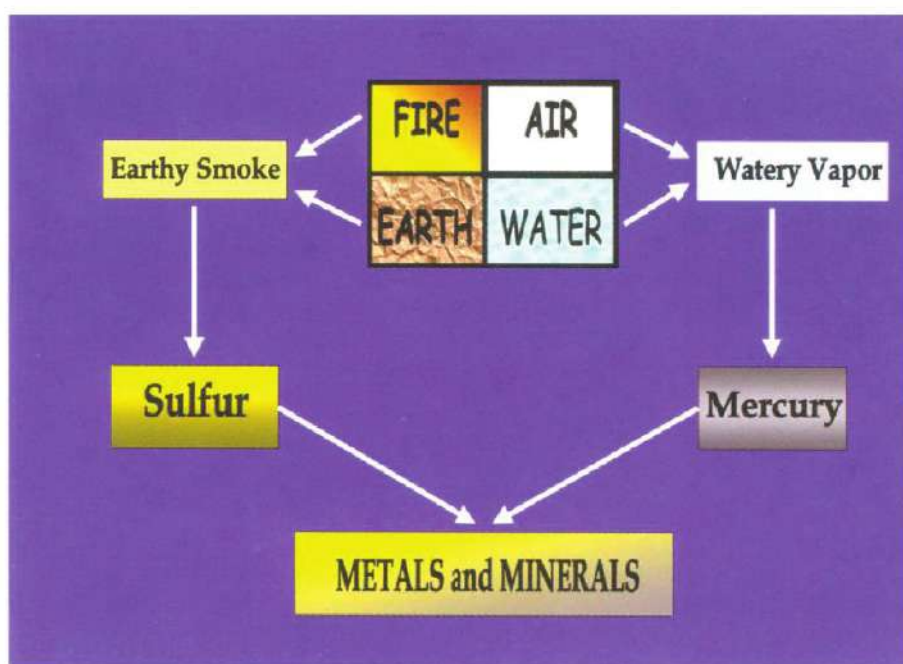 FIRE
AIR
Earthy Smoke
Watery Vapor
EARTH
WATER
Sulfur
Mercury
METALS and MINERALS